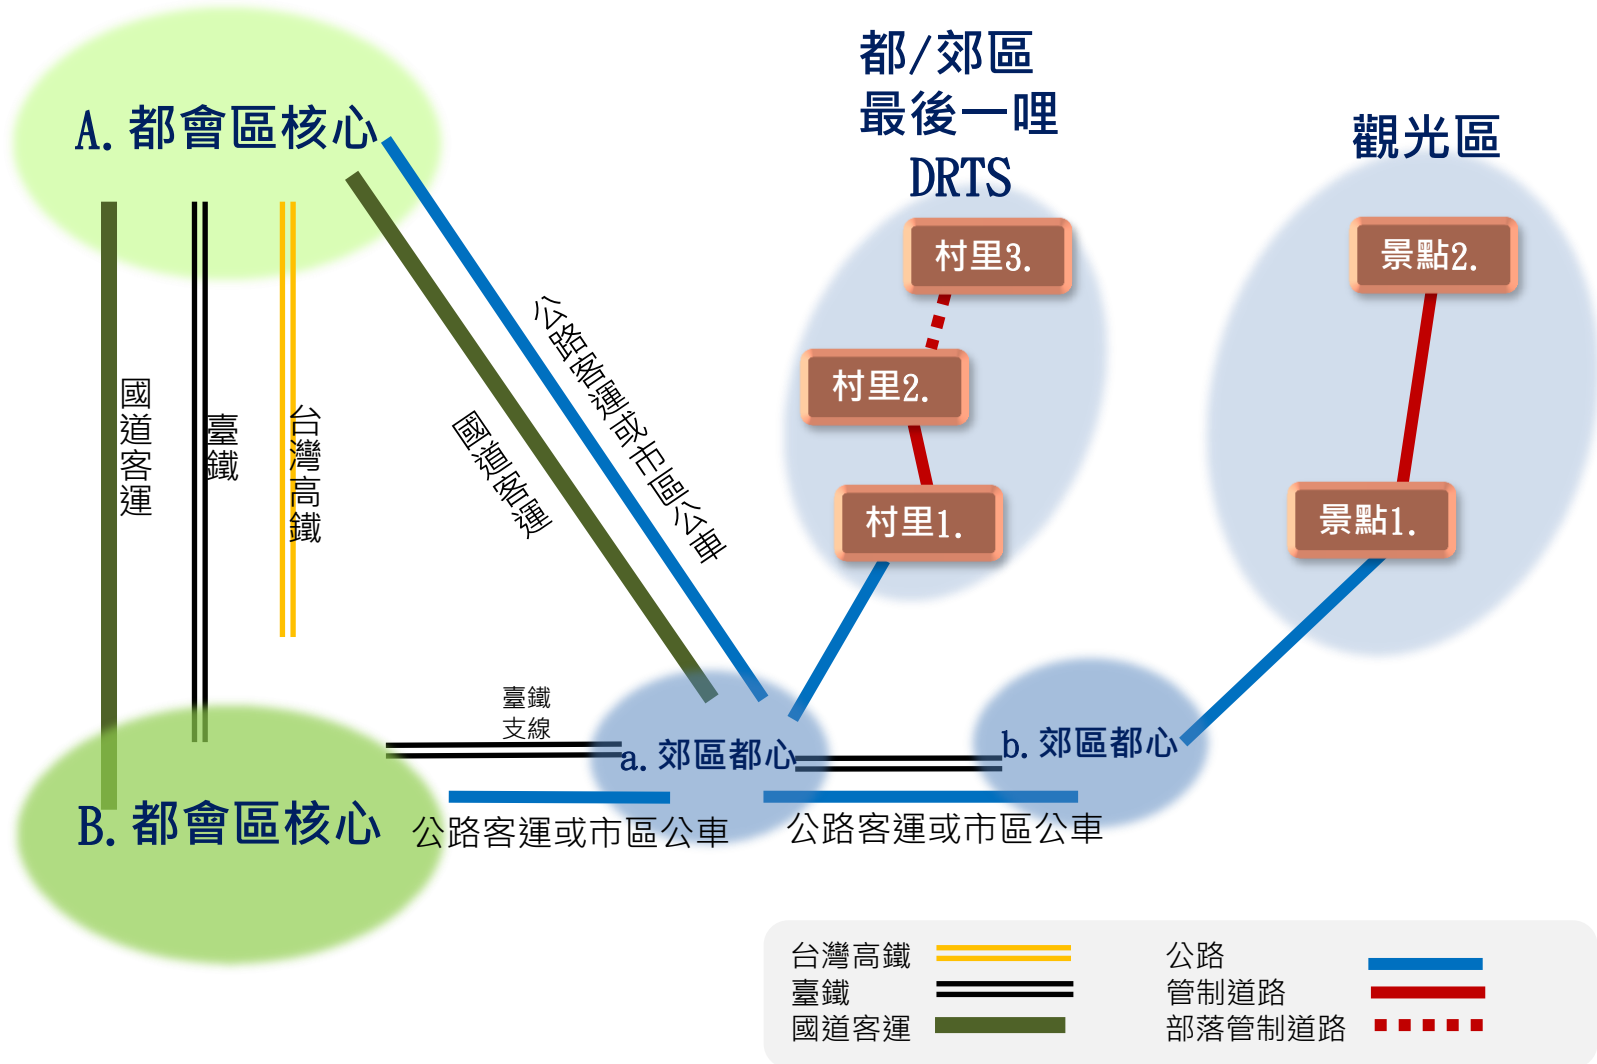 都/郊區
最後一哩
DRTS
A. 都會區核心
觀光區
村里3.
景點2.
國道客運
臺鐵
台灣高鐵
國道客運
公路客運或市區公車
村里2.
村里1.
景點1.
臺鐵
支線
a. 郊區都心
b. 郊區都心
B. 都會區核心
公路客運或市區公車
公路客運或市區公車
台灣高鐵
臺鐵
國道客運
公路
管制道路
部落管制道路